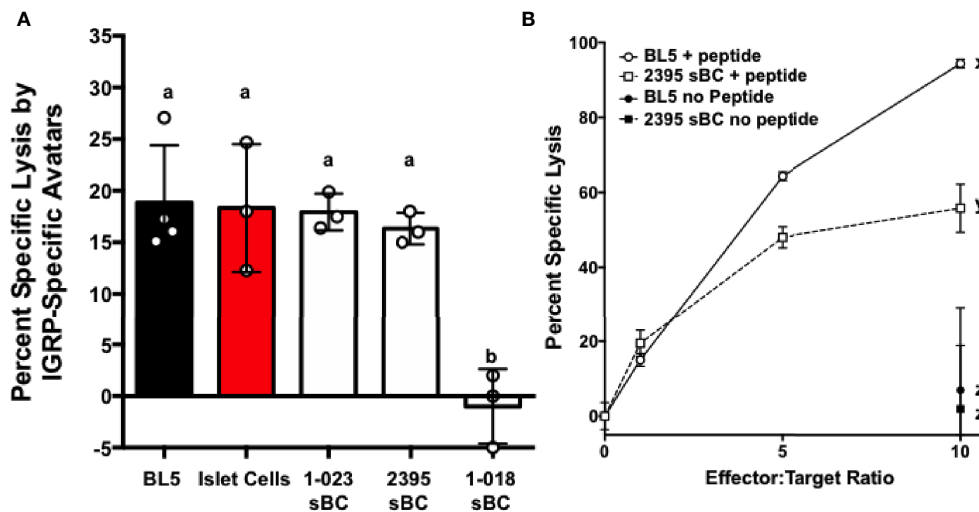 A
B
Percent Specific Lysis by
IGRP-Specific Avatars
35
30
25
20
15
10
5
0
-5
a
a
a
a
b
BL5
Islet Cells
1-023
sBC
2395
sBC
1-018
sBC
Percent Specific Lysis
100
80
60
40
20
0
BL5 + peptide
2395 sBC + peptide
BL5 no Peptide
2395 sBC no peptide
x
y
z
z
0
5
10
Effector:Target Ratio